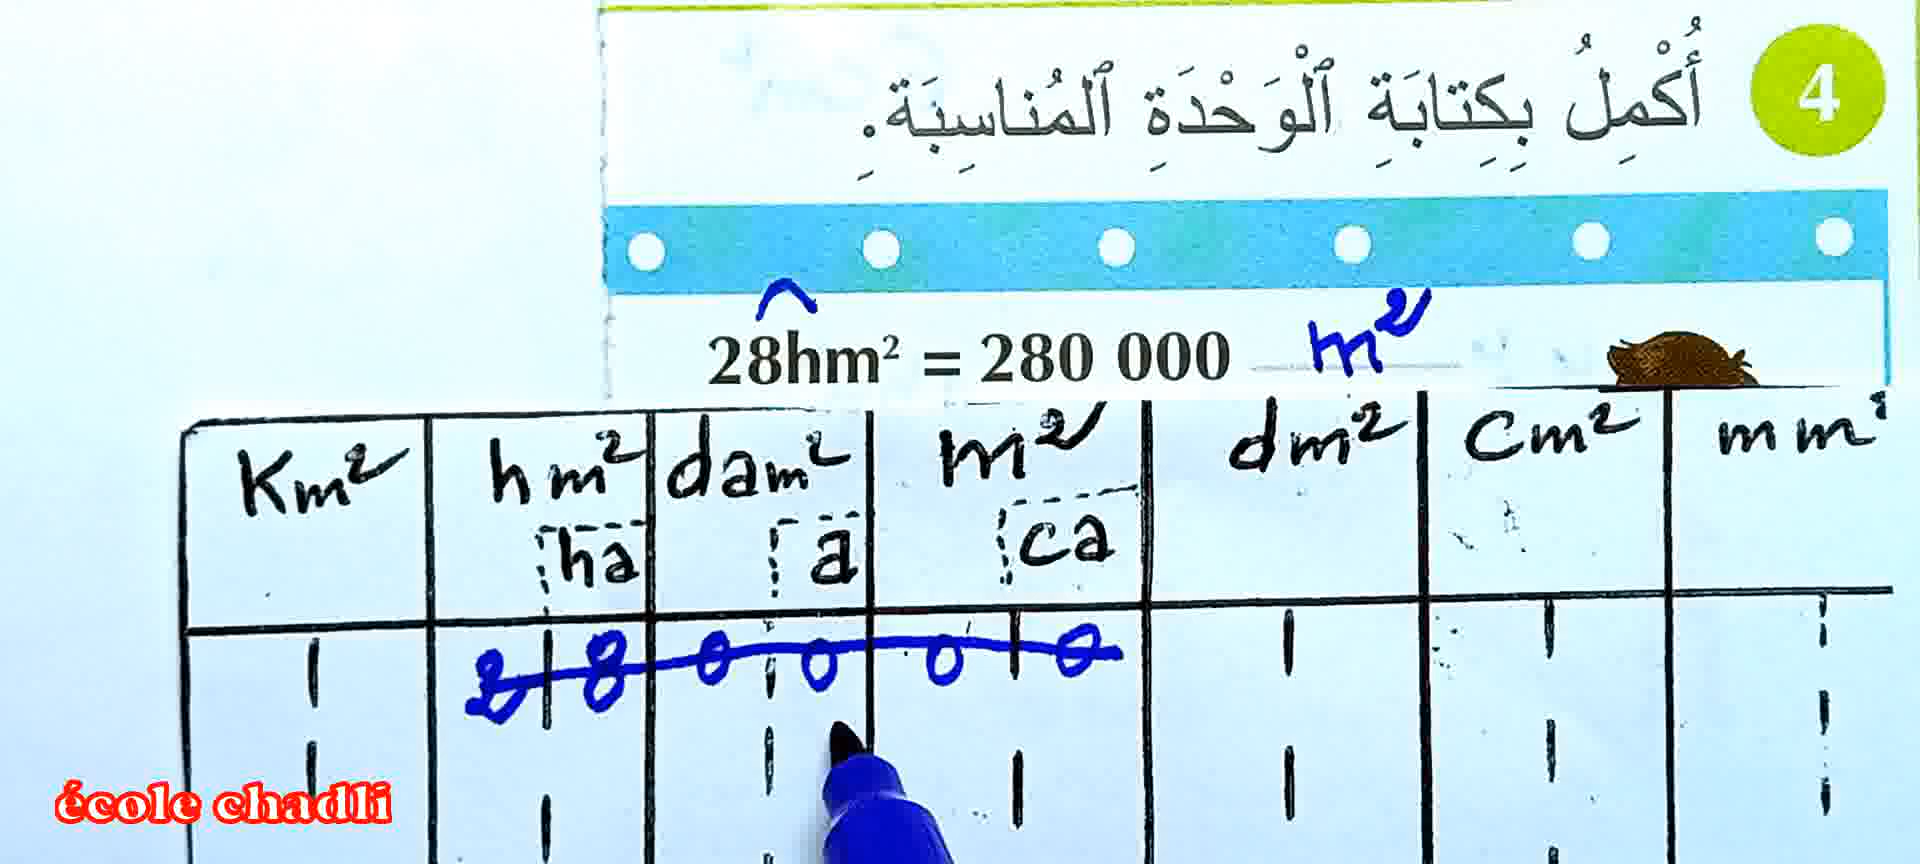 4 أُكْمِلُ بِكِتابَةِ ٱلْوَحْدَةِ ٱلمُناسِبَةِ.
28hm² = 280 000 m²
Km² hm² dam² m² dm² cm² mm²
ha a ca
2 8 0 0 0 0
école chadli